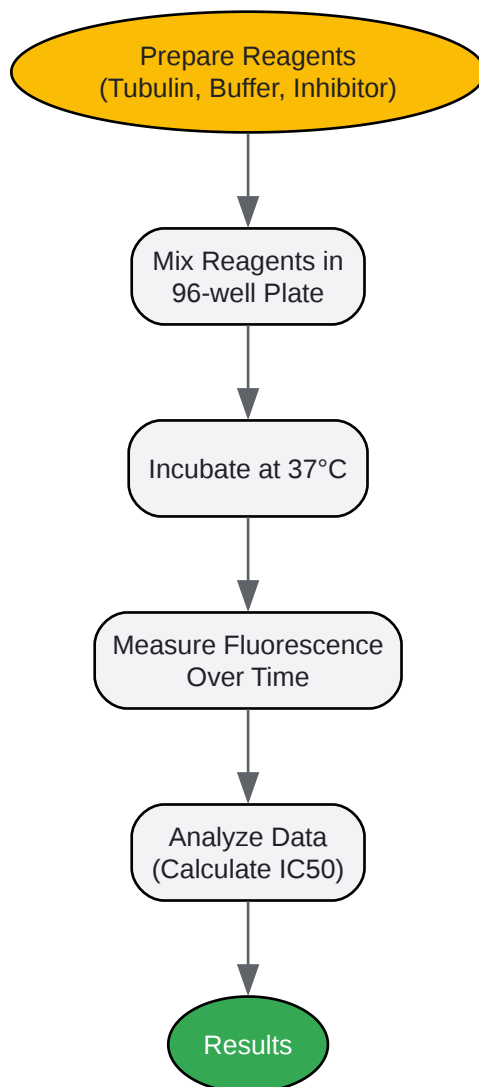 Prepare Reagents
(Tubulin, Buffer, Inhibitor)
Mix Reagents in
96-well Plate
Incubate at 37°C
Measure Fluorescence
Over Time
Analyze Data
(Calculate IC50)
Results